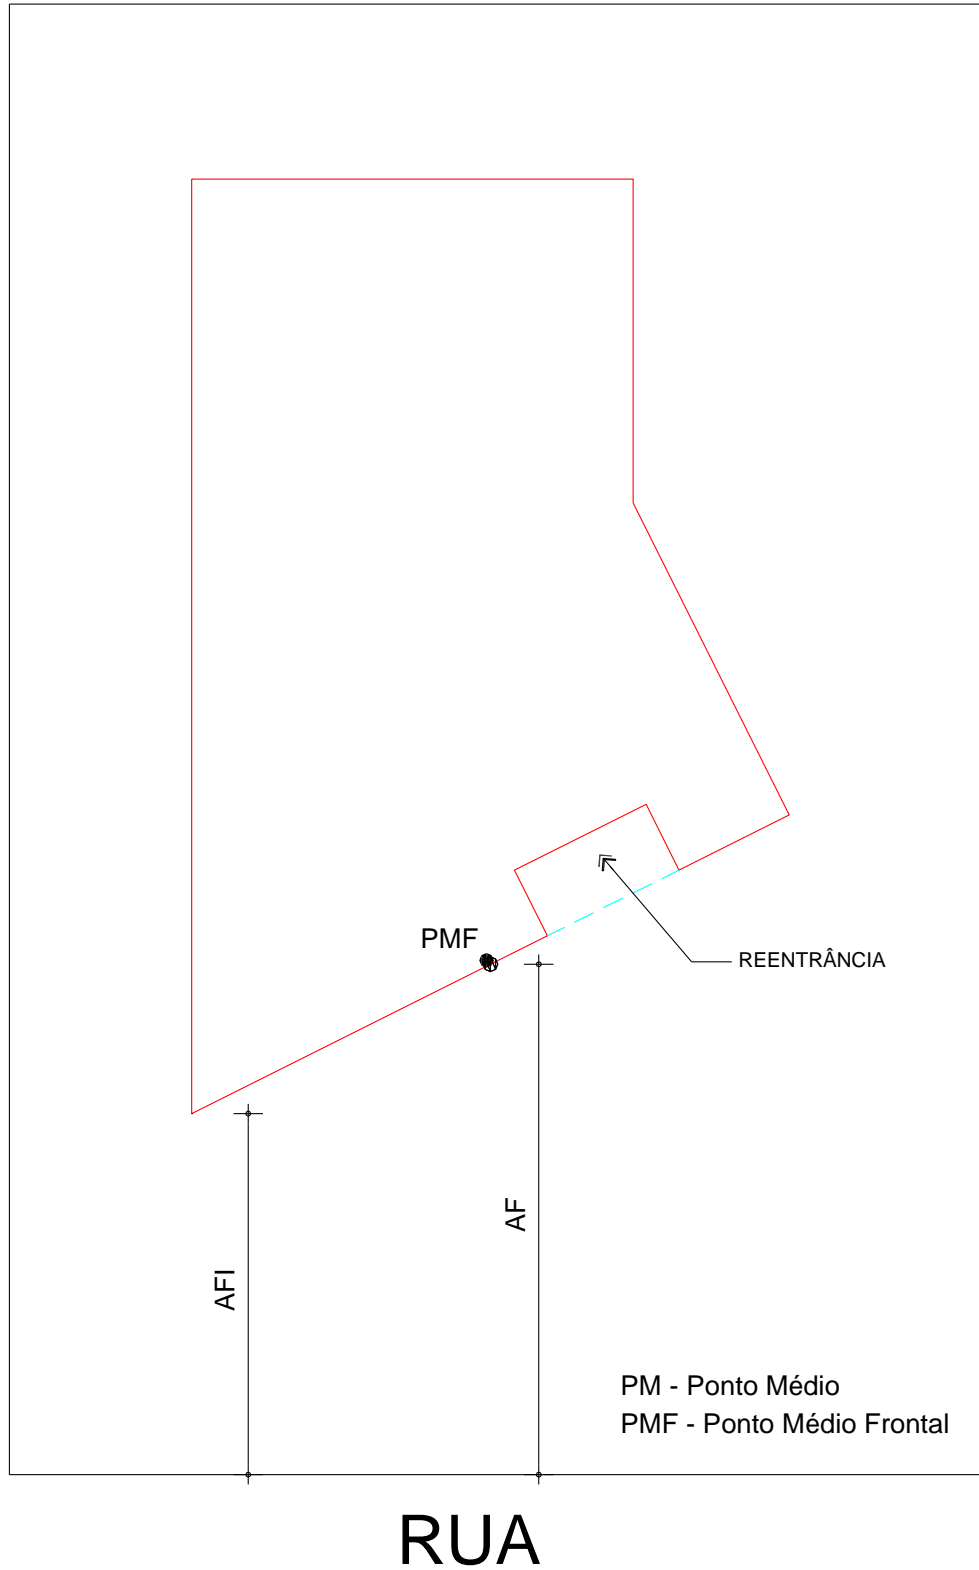 PMF
REENTRÂNCIA
AF
AFI
PM - Ponto Médio
PMF - Ponto Médio Frontal
RUA